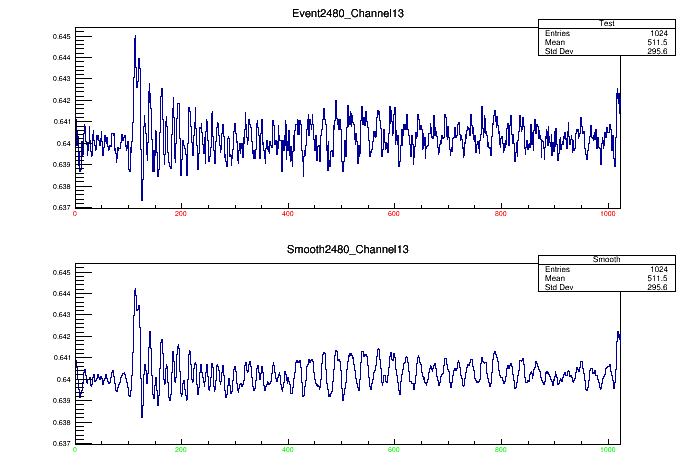 Event2480_Channel13
Test
Entries 1024
Mean 511.5
Std Dev 295.6
0.645
0.644
0.643
0.642
0.641
0.64
0.639
0.638
0.637
0 200 400 600 800 1000
Smooth2480_Channel13
Smooth
Entries 1024
Mean 511.5
Std Dev 295.6
0.645
0.644
0.643
0.642
0.641
0.64
0.639
0.638
0.637
0 200 400 600 800 1000